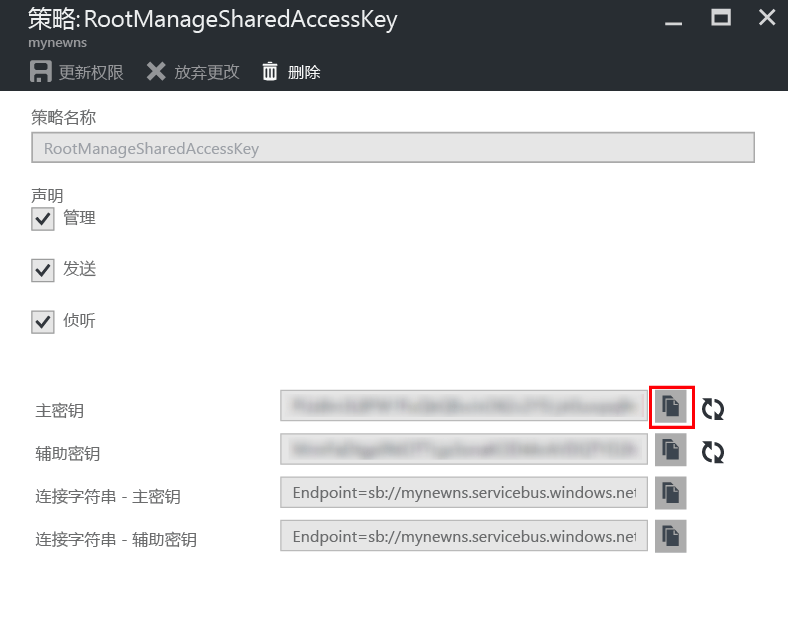 策略: RootManageSharedAccessKey
mynewns
更新权限 放弃更改 删除
策略名称
RootManageSharedAccessKey
声明
管理
发送
侦听
主密钥
辅助密钥
连接字符串 - 主密钥 Endpoint=sb://mynewns.servicebus.windows.net
连接字符串 - 辅助密钥 Endpoint=sb://mynewns.servicebus.windows.net